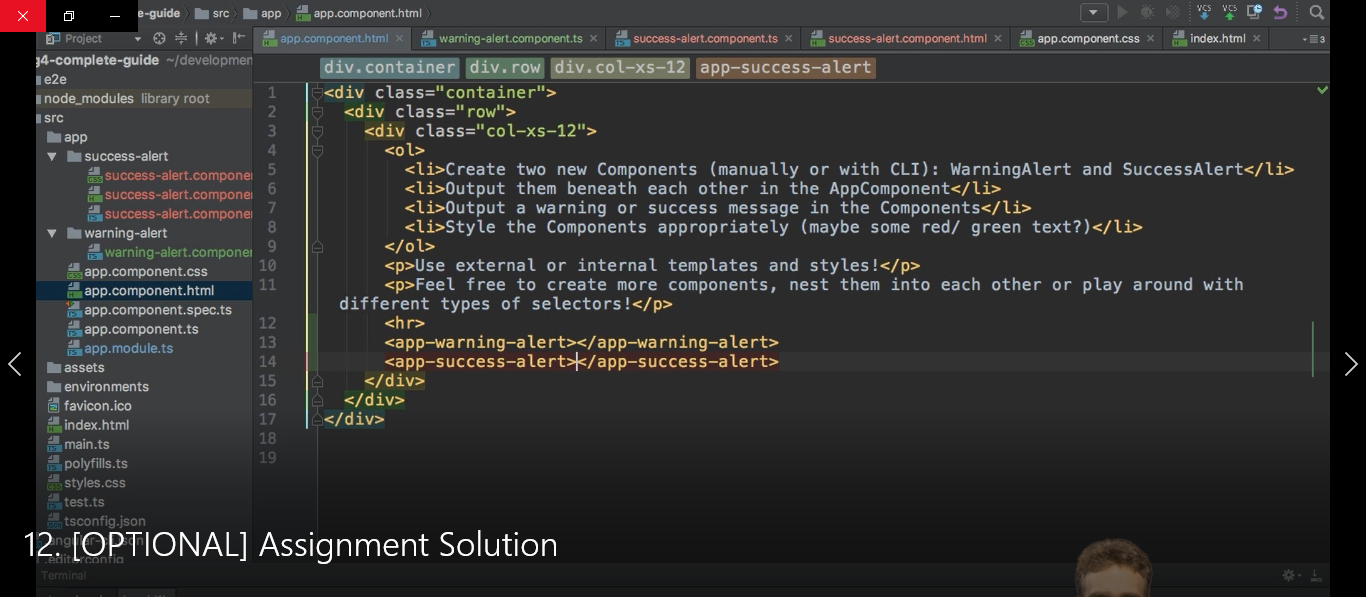 e-guide src app app.component.html
VCS VCS
Project app.component.html warning-alert.component.ts success-alert.component.ts success-alert.component.html app.component.css index.html 3
g4-complete-guide ~/developmen
div.container div.row div.col-xs-12 app-success-alert
e2e
node_modules library root
src
app
success-alert
success-alert.compone
success-alert.compone
success-alert.compone
warning-alert
warning-alert.compone
app.component.css
app.component.html
app.component.spec.ts
app.component.ts
app.module.ts
assets
environments
favicon.ico
index.html
main.ts
polyfills.ts
styles.css
test.ts
tsconfig.json
.editorconfig
Terminal
1 <div class="container">
2 <div class="row">
3 <div class="col-xs-12">
4 <ol>
5 <li>Create two new Components (manually or with CLI): WarningAlert and SuccessAlert</li>
6 <li>Output them beneath each other in the AppComponent</li>
7 <li>Output a warning or success message in the Components</li>
8 <li>Style the Components appropriately (maybe some red/ green text?)</li>
9 </ol>
10 <p>Use external or internal templates and styles!</p>
11 <p>Feel free to create more components, nest them into each other or play around with
different types of selectors!</p>
12 <hr>
13 <app-warning-alert></app-warning-alert>
14 <app-success-alert></app-success-alert>
15 </div>
16 </div>
17 </div>
18
19
12. [OPTIONAL] Assignment Solution